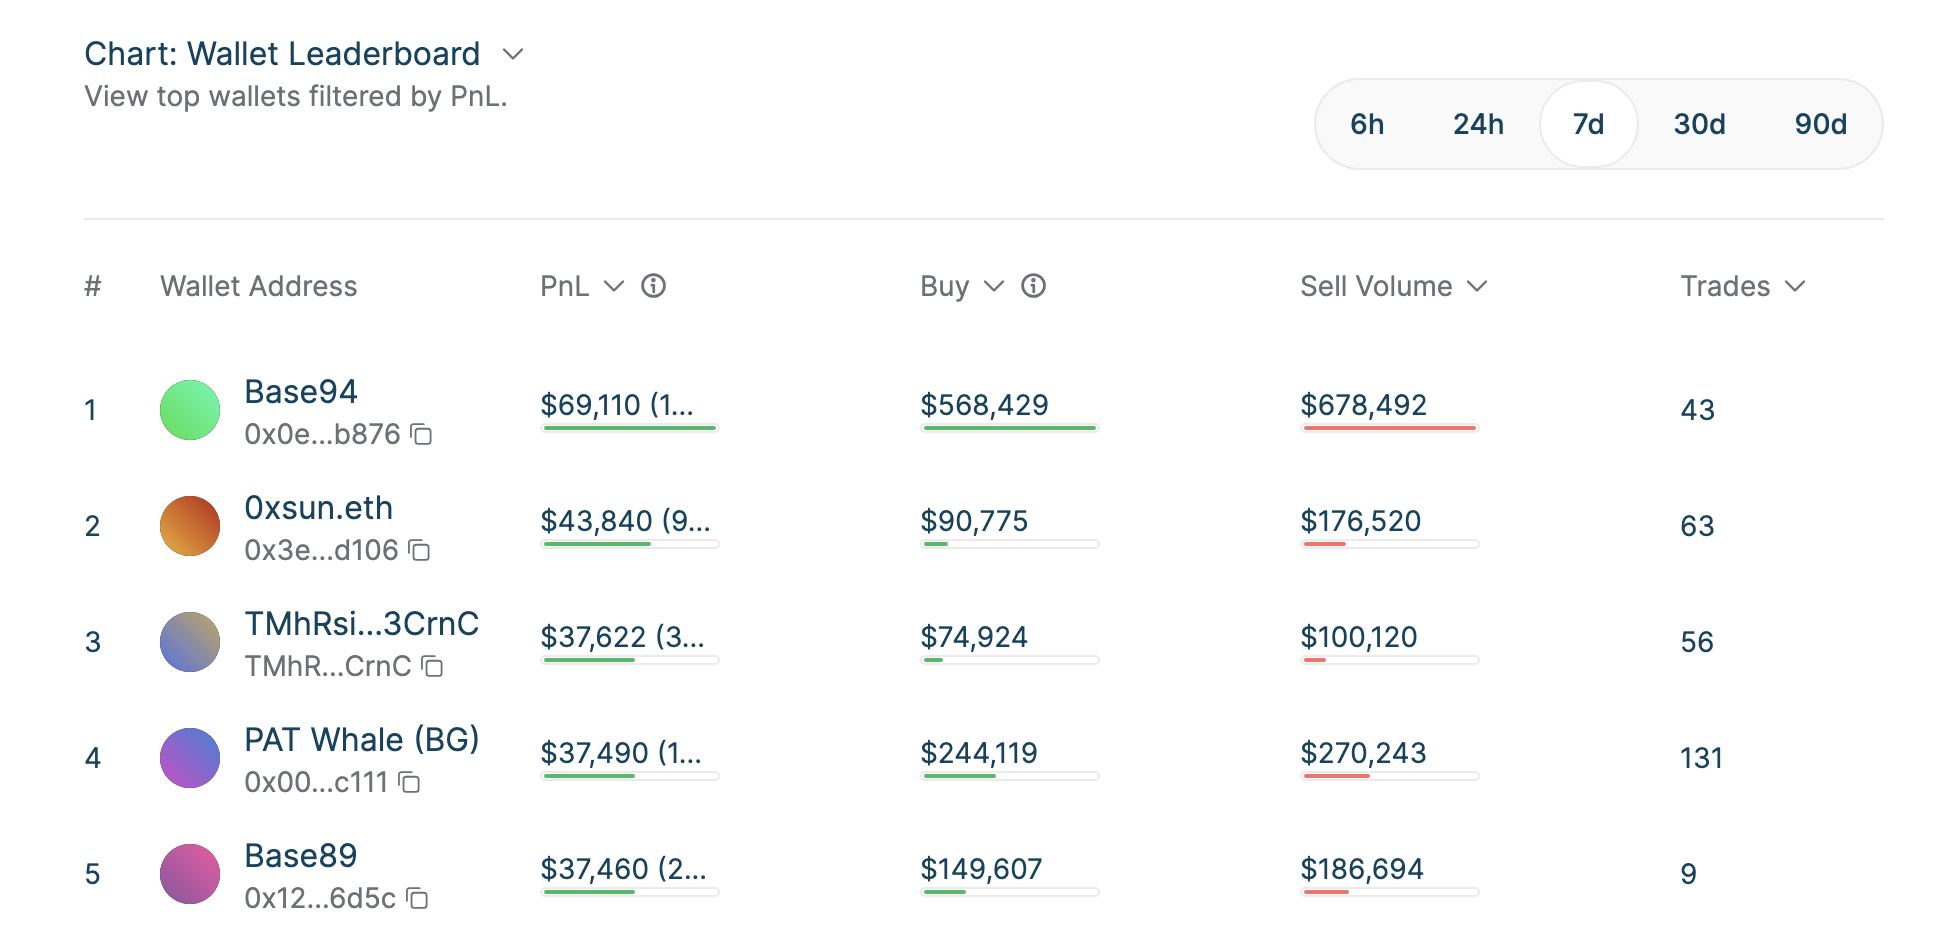 Chart: Wallet Leaderboard
View top wallets filtered by PnL.
6h 24h 7d 30d 90d
# Wallet Address PnL Buy Sell Volume Trades
1 Base94 $69,110 (1... $568,429 $678,492 43
0x0e...b876
2 0xsun.eth $43,840 (9... $90,775 $176,520 63
0x3e...d106
3 TMhRsi...3CrnC $37,622 (3... $74,924 $100,120 56
TMhR...CrnC
4 PAT Whale (BG) $37,490 (1... $244,119 $270,243 131
0x00...c111
5 Base89 $37,460 (2... $149,607 $186,694 9
0x12...6d5c